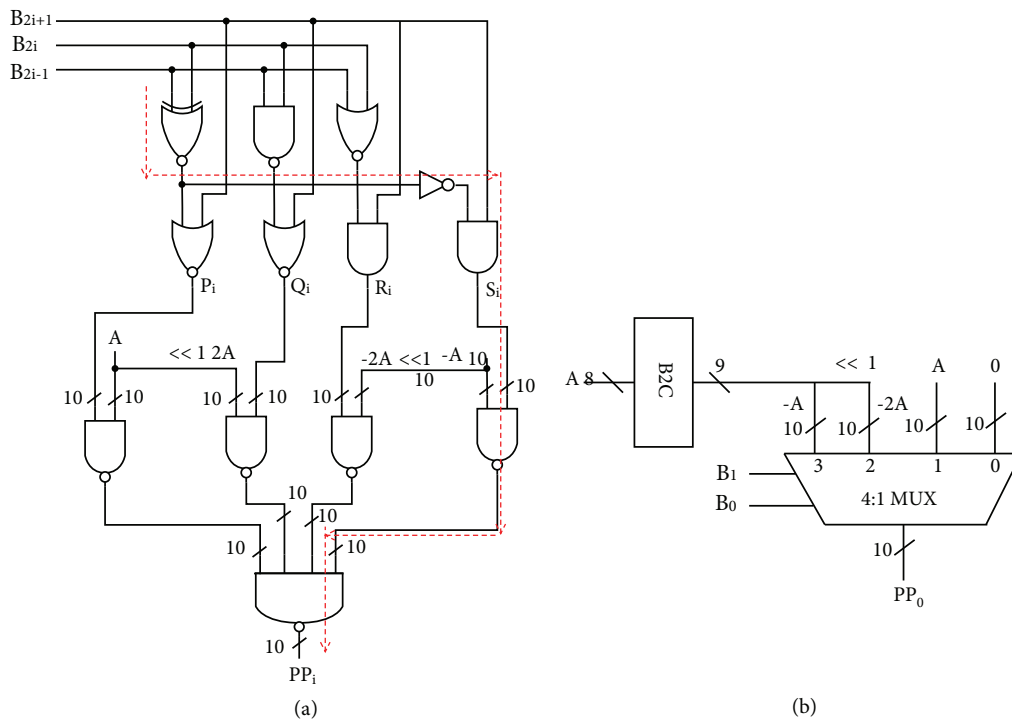 B2i+1
B2i
B2i-1
Pi
Qi
Ri
Si
A
<< 1 2A
-2A <<1 -A 10
10
10 10 10 10 10 10 10
10
10
10 10
10
PPi
(a)
A 8
B2C
9
<< 1 A 0
-A -2A
10 10 10 10
3 2 1 0
B1
4:1 MUX
B0
10
PP0
(b)